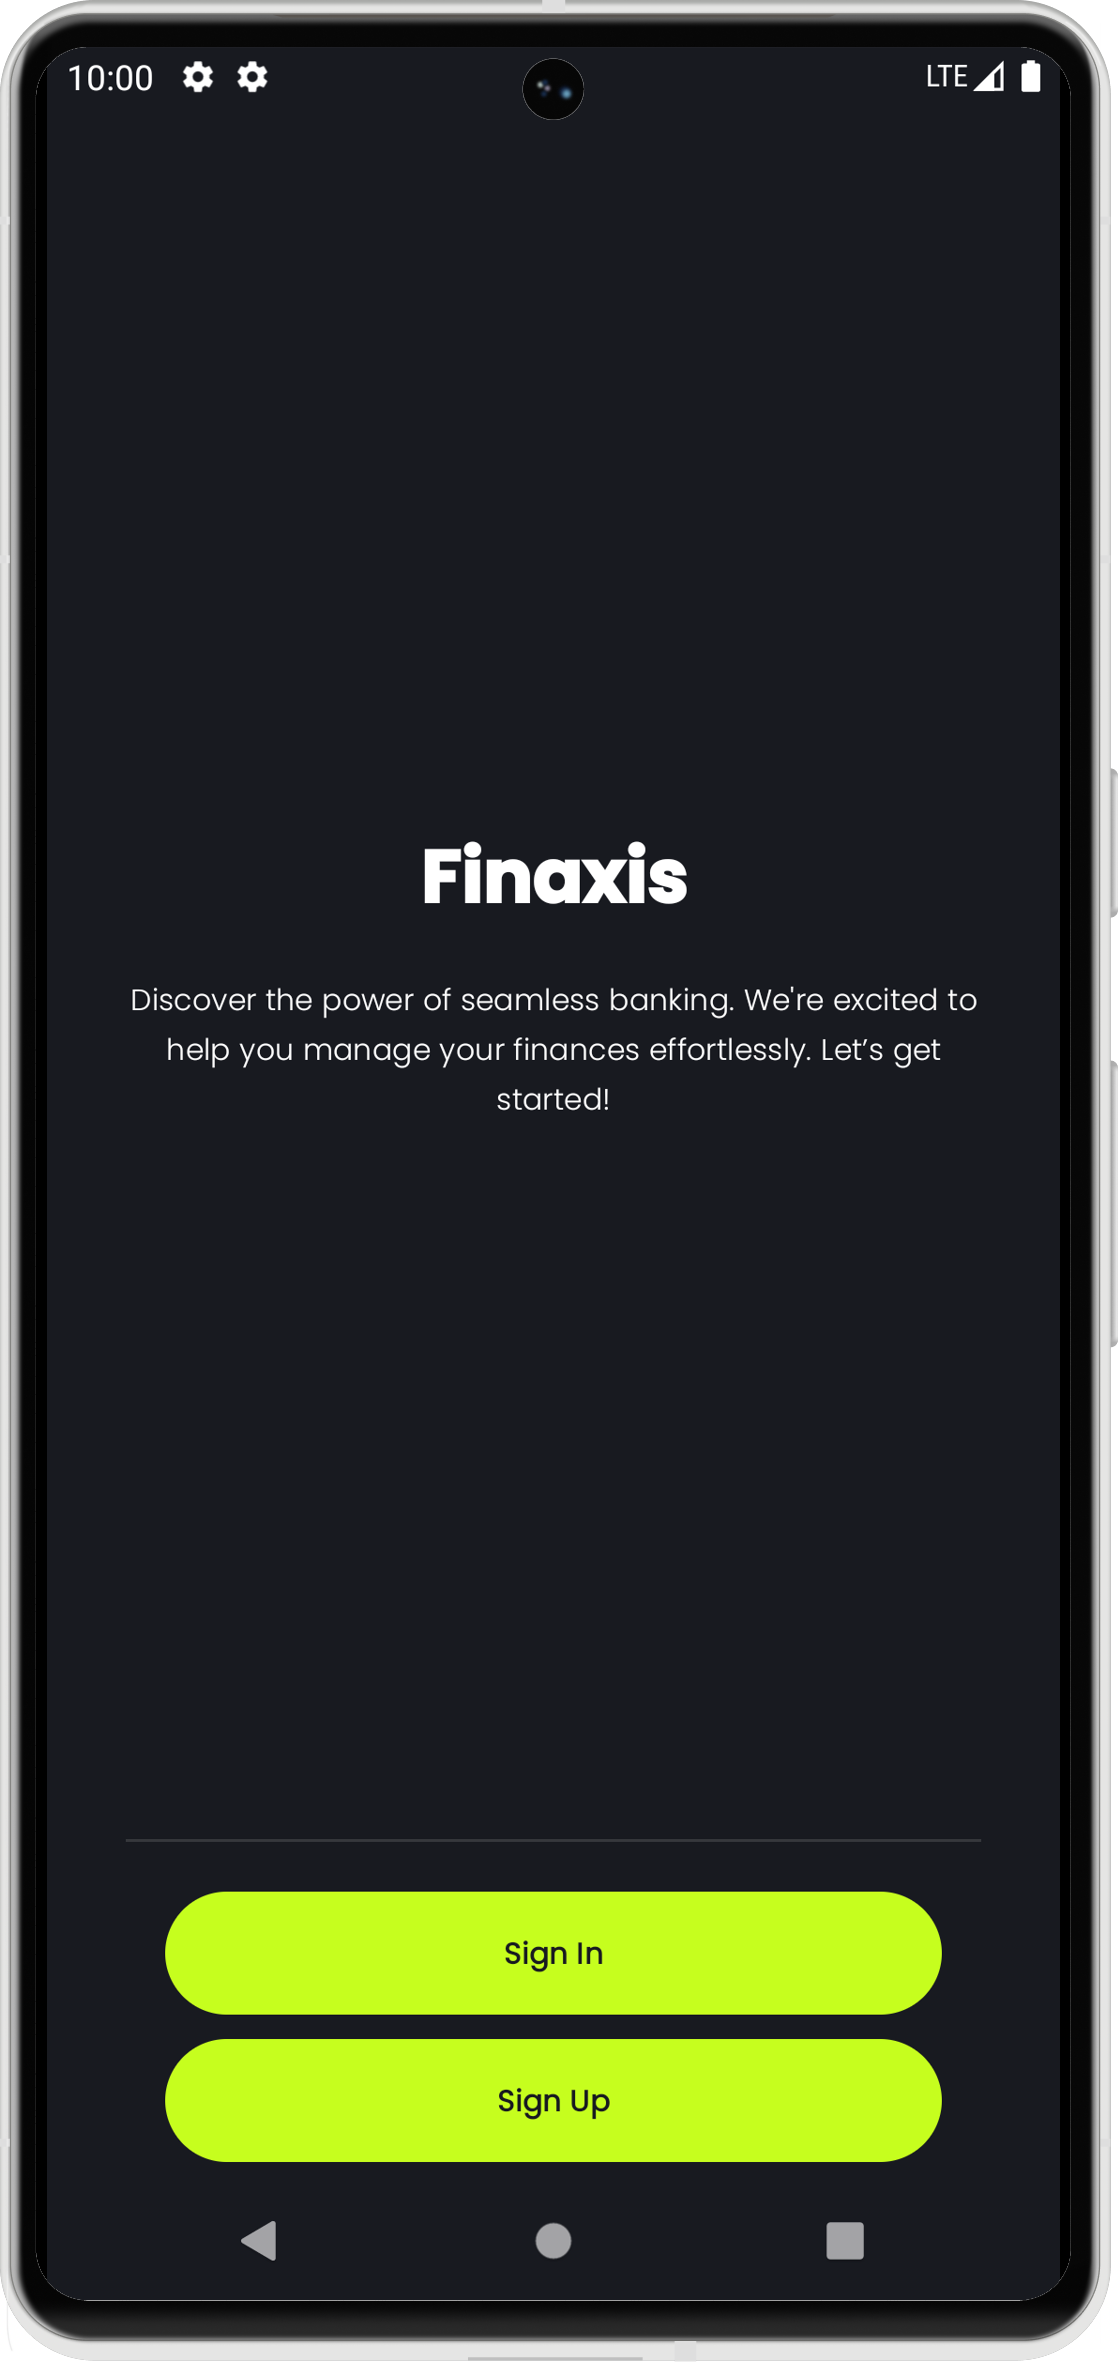 10:00
LTE
Finaxis
Discover the power of seamless banking. We're excited to
help you manage your finances effortlessly. Let’s get
started!
Sign In
Sign Up